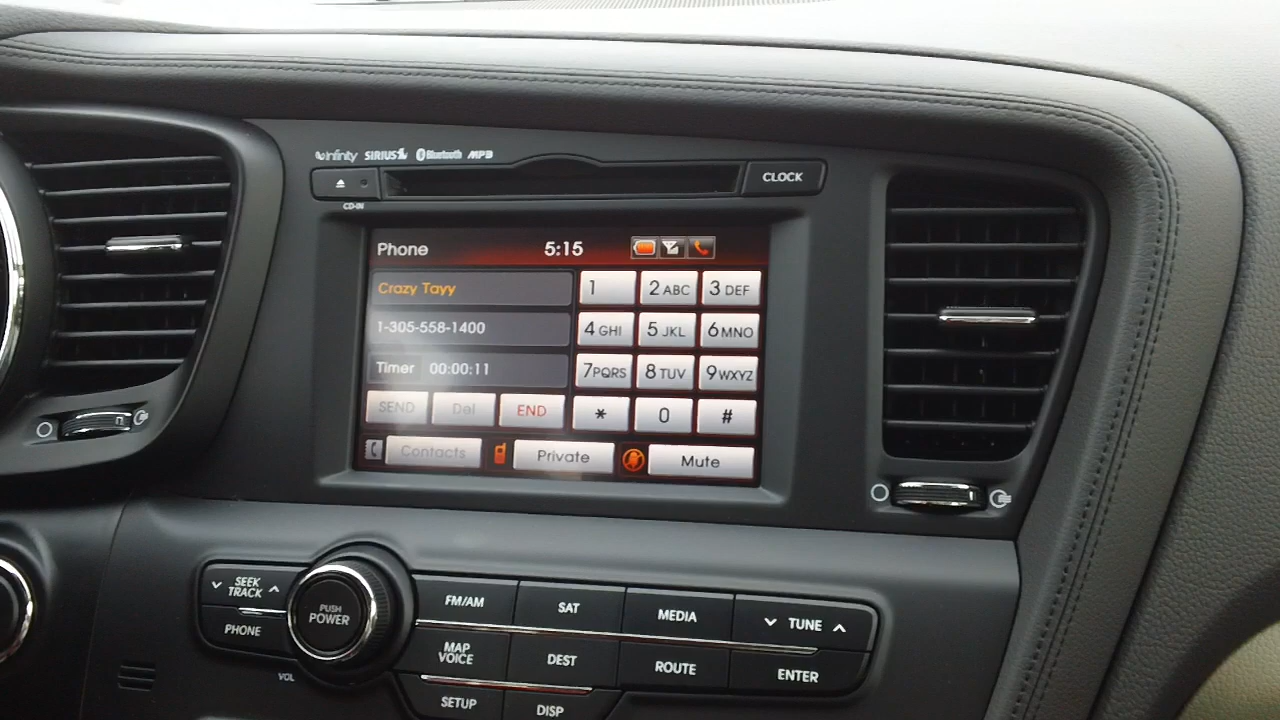 infinity SIRIUS Bluetooth MP3
CLOCK
CD-IN
Phone 5:15
Crazy Tayy
1-305-558-1400
Timer 00:00:11
SEND Del END
Contacts Private Mute
1 2 ABC 3 DEF
4 GHI 5 JKL 6 MNO
7 PQRS 8 TUV 9 WXYZ
* 0 #
SEEK
TRACK
PHONE
PUSH
POWER
VOL
FM/AM SAT MEDIA TUNE
MAP
VOICE
DEST ROUTE ENTER
SETUP DISP